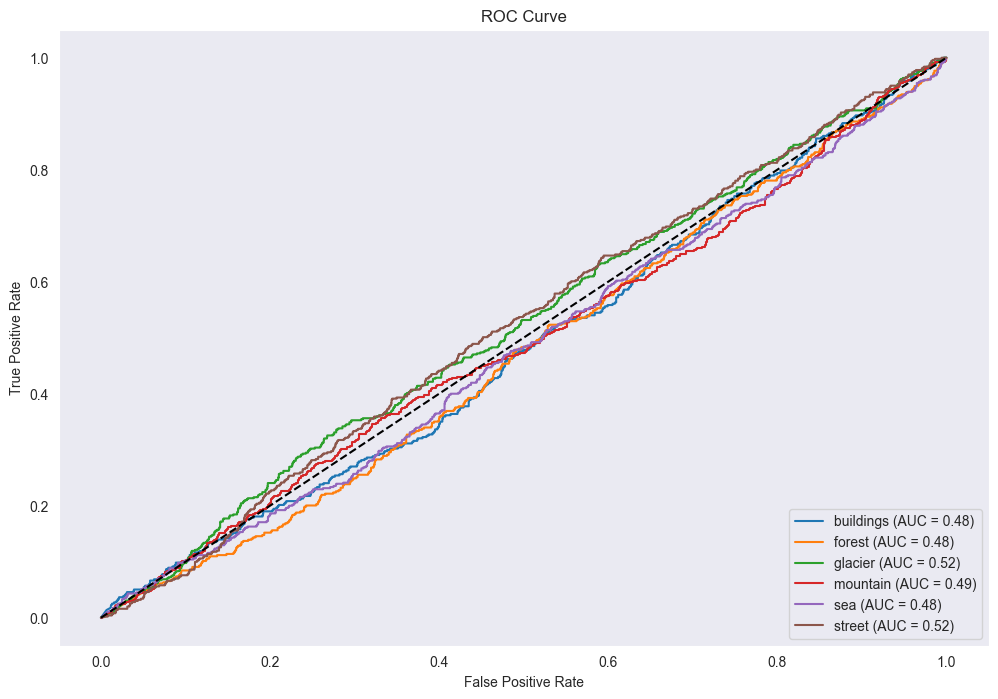 ROC Curve
True Positive Rate
1.0
0.8
0.6
0.4
0.2
0.0
buildings (AUC = 0.48)
forest (AUC = 0.48)
glacier (AUC = 0.52)
mountain (AUC = 0.49)
sea (AUC = 0.48)
street (AUC = 0.52)
0.0 0.2 0.4 0.6 0.8 1.0
False Positive Rate